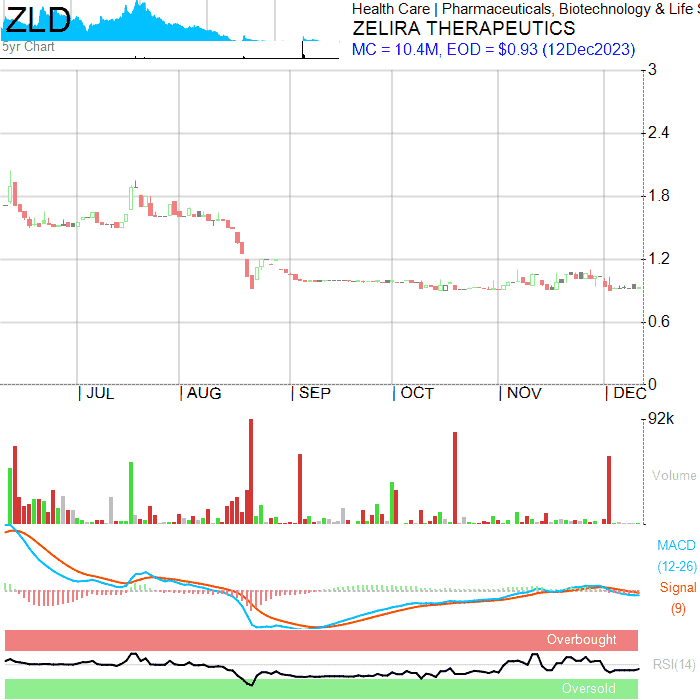 ZLD
5yr Chart
Health Care | Pharmaceuticals, Biotechnology & Life S
ZELIRA THERAPEUTICS
MC = 10.4M, EOD = $0.93 (12Dec2023)
3
2.4
1.8
1.2
0.6
0
| JUL | AUG | SEP | OCT | NOV | DEC
92k
Volume
MACD
(12-26)
Signal
(9)
Overbought
RSI(14)
Oversold